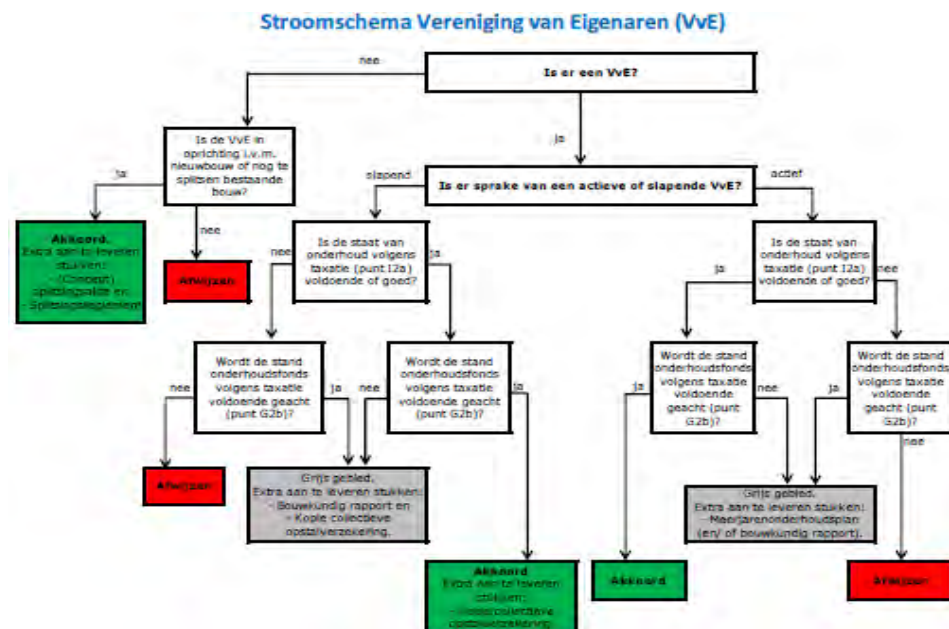 Stroomschema Vereniging van Eigenaren (VvE)
nee
Is er een VvE?
ja
Is de VvE in
oprichting i.v.m.
nieuwbouw of nog te
splitsen bestaande
bouw?
ja
nee
slapend
Is er sprake van een actieve of slapende VvE?
actief
Akkoord.
Extra aan te leveren
stukken:
- (Concept)
splitsingsakte en
- Splitsingsreglement
Afwijzen
nee
Is de staat van
onderhoud volgens
taxatie (punt I2a)
voldoende of goed?
ja
ja
Is de staat van
onderhoud volgens
taxatie (punt I2a)
voldoende of goed?
nee
nee
Wordt de stand
onderhoudsfonds
volgens taxatie
voldoende geacht
(punt G2b)?
ja
nee
Wordt de stand
onderhoudsfonds
volgens taxatie
voldoende geacht
(punt G2b)?
ja
ja
Wordt de stand
onderhoudsfonds
volgens taxatie
voldoende
geacht (punt
G2b)?
nee
ja
Wordt de stand
onderhoudsfonds
volgens taxatie
voldoende
geacht (punt
G2b)?
nee
Afwijzen
Grijs gebied.
Extra aan te leveren stukken:
- Bouwkundig rapport en
- Kopie collectieve
opstalverzekering.
Grijs gebied.
Extra aan te leveren stukken:
- Meerjarenonderhoudsplan
(en/ of bouwkundig rapport).
Akkoord
Extra aan te leveren
stukken:
collectieve
opstalverzekering
Akkoord
Afwijzen